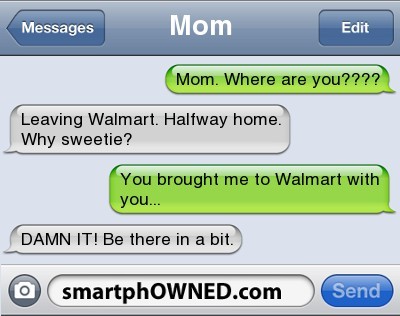 Messages
Mom
Edit
Mom. Where are you????
Leaving Walmart. Halfway home.
Why sweetie?
You brought me to Walmart with
you...
DAMN IT! Be there in a bit.
smartphOWNED.com
Send